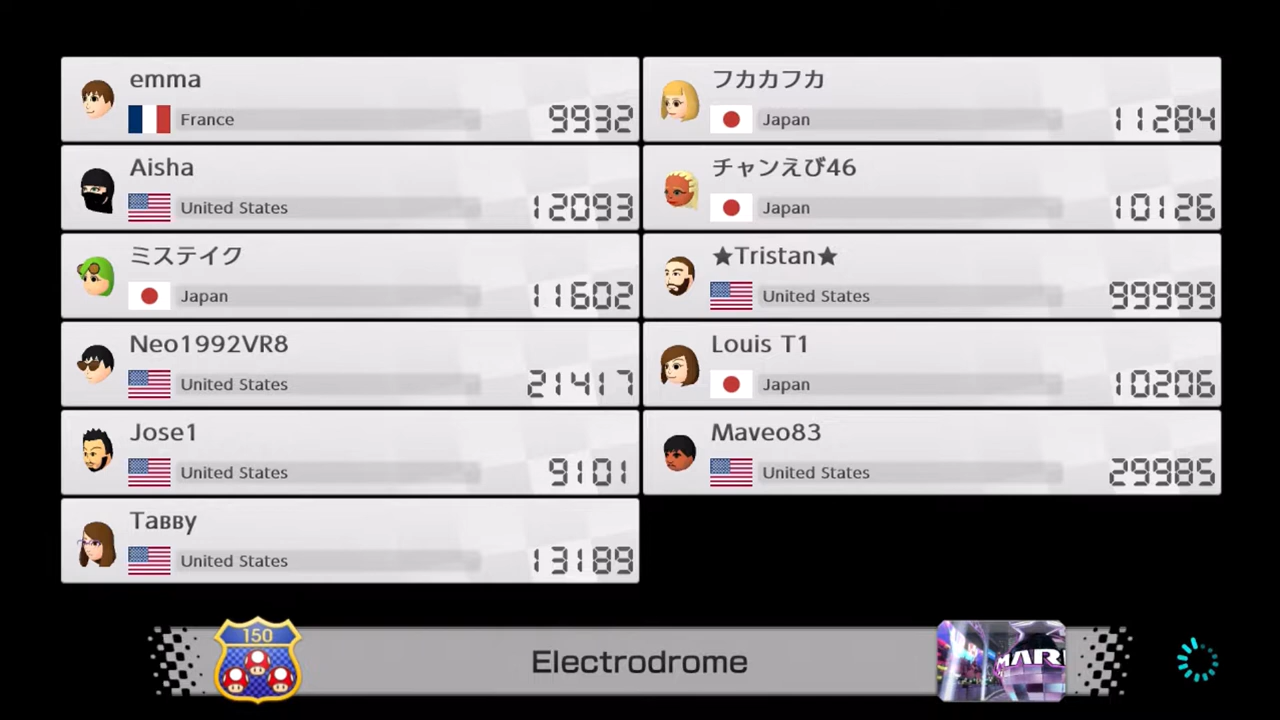 emma
France
9932
Aisha
United States
12093
ミステイク
Japan
11602
Neo1992VR8
United States
21417
Jose1
United States
9101
Tᴀʙʙʏ
United States
13189
フカカフカ
Japan
11284
チャンえび46
Japan
10126
★Tristan★
United States
99999
Louis T1
Japan
10206
Maveo83
United States
29985
150
Electrodrome
MARI